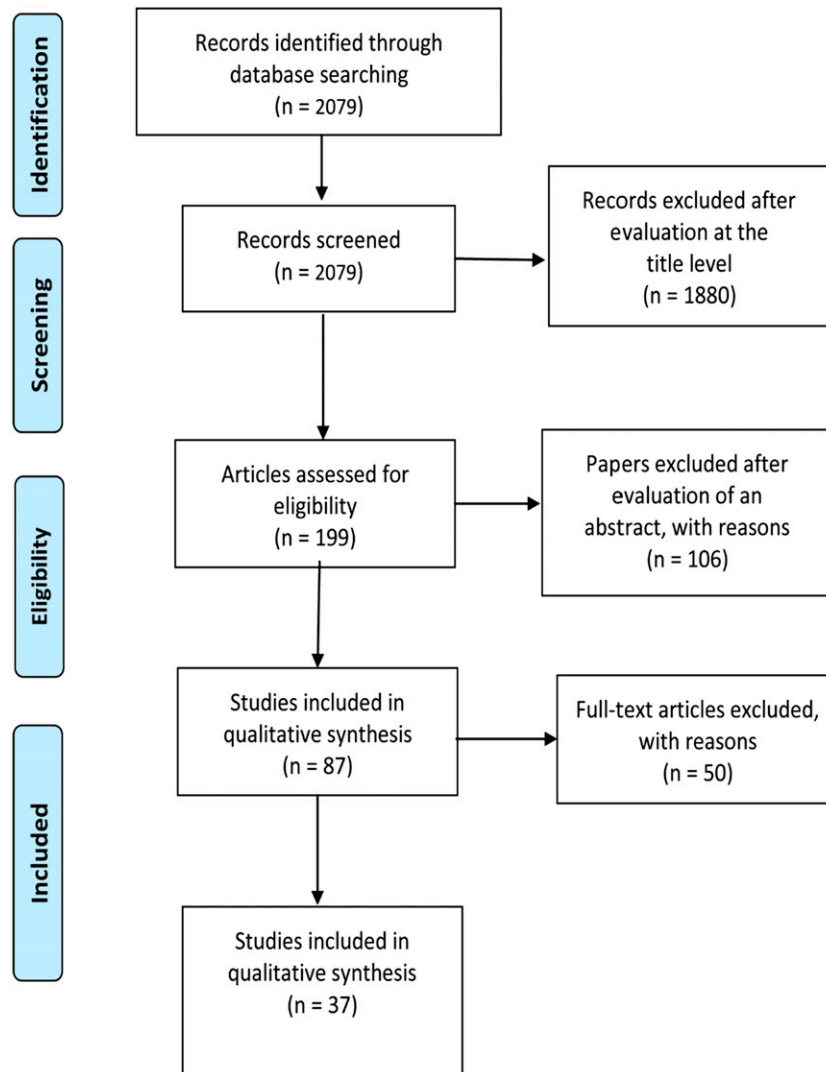 Identification
Records identified through
database searching
(n = 2079)
Records screened
(n = 2079)
Records excluded after
evaluation at the
title level
(n = 1880)
Screening
Articles assessed for
eligibility
(n = 199)
Papers excluded after
evaluation of an
abstract, with reasons
(n = 106)
Eligibility
Studies included in
qualitative synthesis
(n = 87)
Full-text articles excluded,
with reasons
(n = 50)
Included
Studies included in
qualitative synthesis
(n = 37)